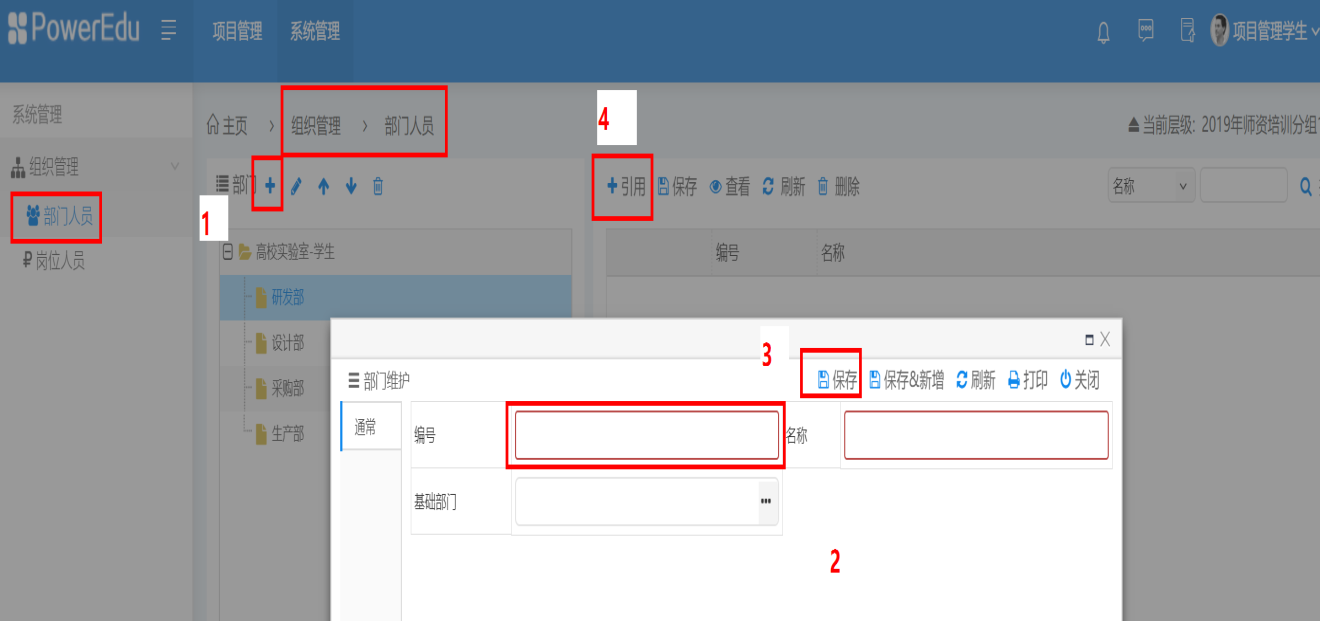 PowerEdu 项目管理 系统管理 项目管理学生
系统管理
主页 > 组织管理 > 部门人员
4
当前层级: 2019年师资培训分组
组织管理
部门
引用 保存 查看 刷新 删除
名称
部门人员
1
岗位人员
高校实验室-学生
编号 名称
研发部
设计部
采购部
生产部
3
部门维护
保存 保存&新增 刷新 打印 关闭
通常
编号
名称
基础部门
...
2